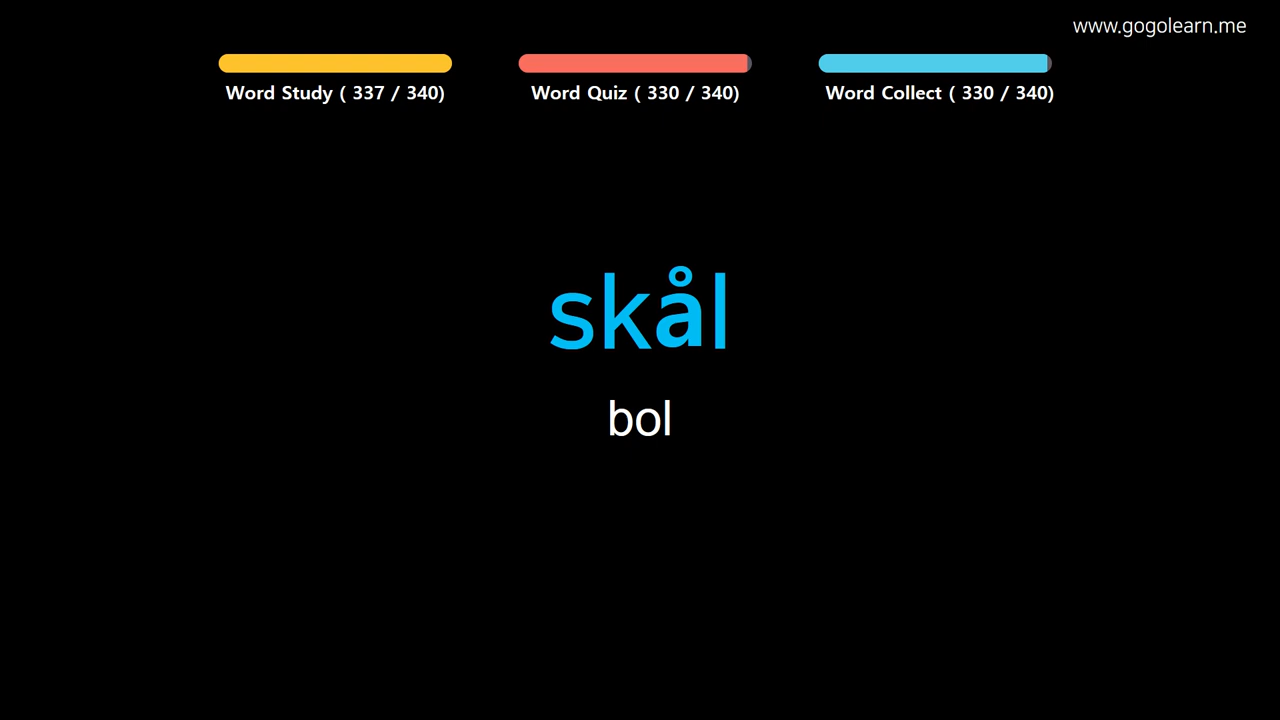 www.gogolearn.me
Word Study ( 337 / 340)
Word Quiz ( 330 / 340)
Word Collect ( 330 / 340)
skål
bol